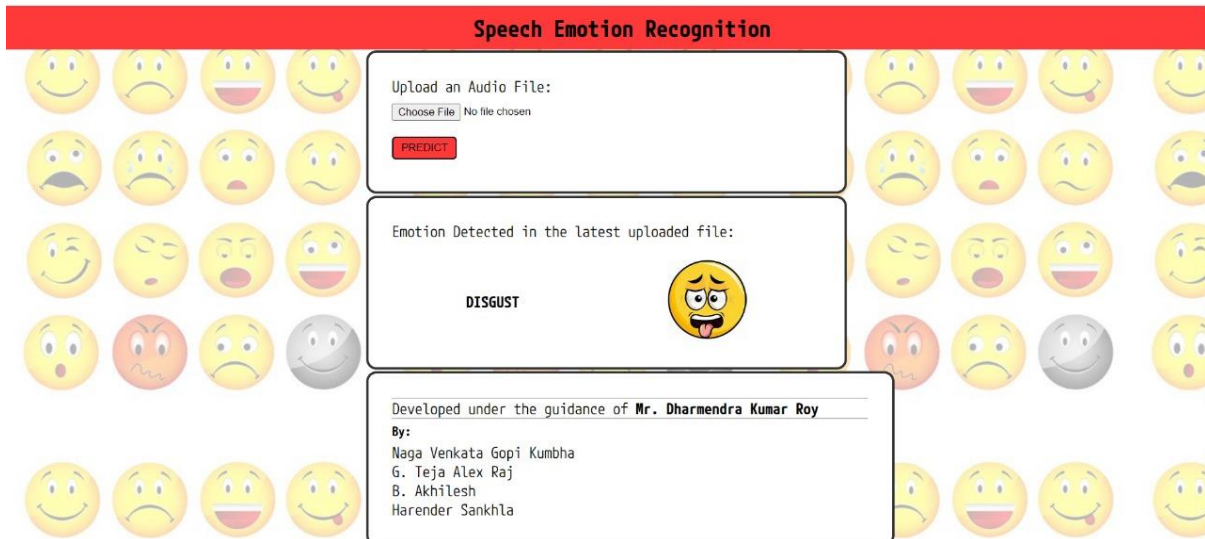 Speech Emotion Recognition
Upload an Audio File:
Choose File No file chosen
PREDICT
Emotion Detected in the latest uploaded file:
DISGUST
Developed under the guidance of Mr. Dharmendra Kumar Roy
By:
Naga Venkata Gopi Kumbha
G. Teja Alex Raj
B. Akhilesh
Harender Sankhla